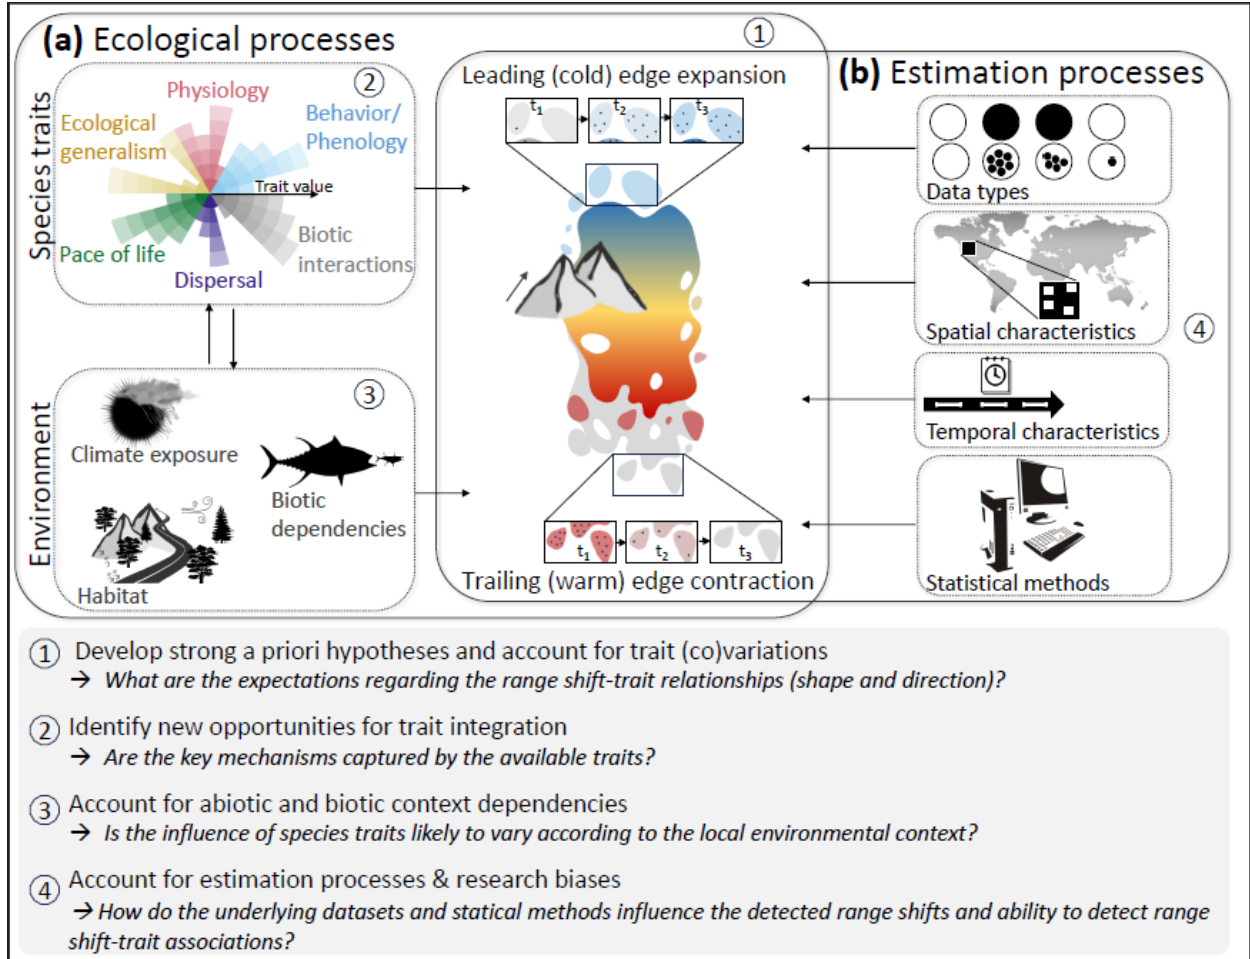 (a) Ecological processes
1
Species traits
2
Physiology
Behavior/
Phenology
Ecological
generalism
Trait value
Pace of life
Biotic
interactions
Dispersal
Environment
3
Climate exposure
Biotic
dependencies
Habitat
Leading (cold) edge expansion
t1
t2
t3
t1
t2
t3
Trailing (warm) edge contraction
(b) Estimation processes
Data types
Spatial characteristics
4
Temporal characteristics
Statistical methods
1 Develop strong a priori hypotheses and account for trait (co)variations
→ What are the expectations regarding the range shift-trait relationships (shape and direction)?
2 Identify new opportunities for trait integration
→ Are the key mechanisms captured by the available traits?
3 Account for abiotic and biotic context dependencies
→ Is the influence of species traits likely to vary according to the local environmental context?
4 Account for estimation processes & research biases
→ How do the underlying datasets and statical methods influence the detected range shifts and ability to detect range
shift-trait associations?